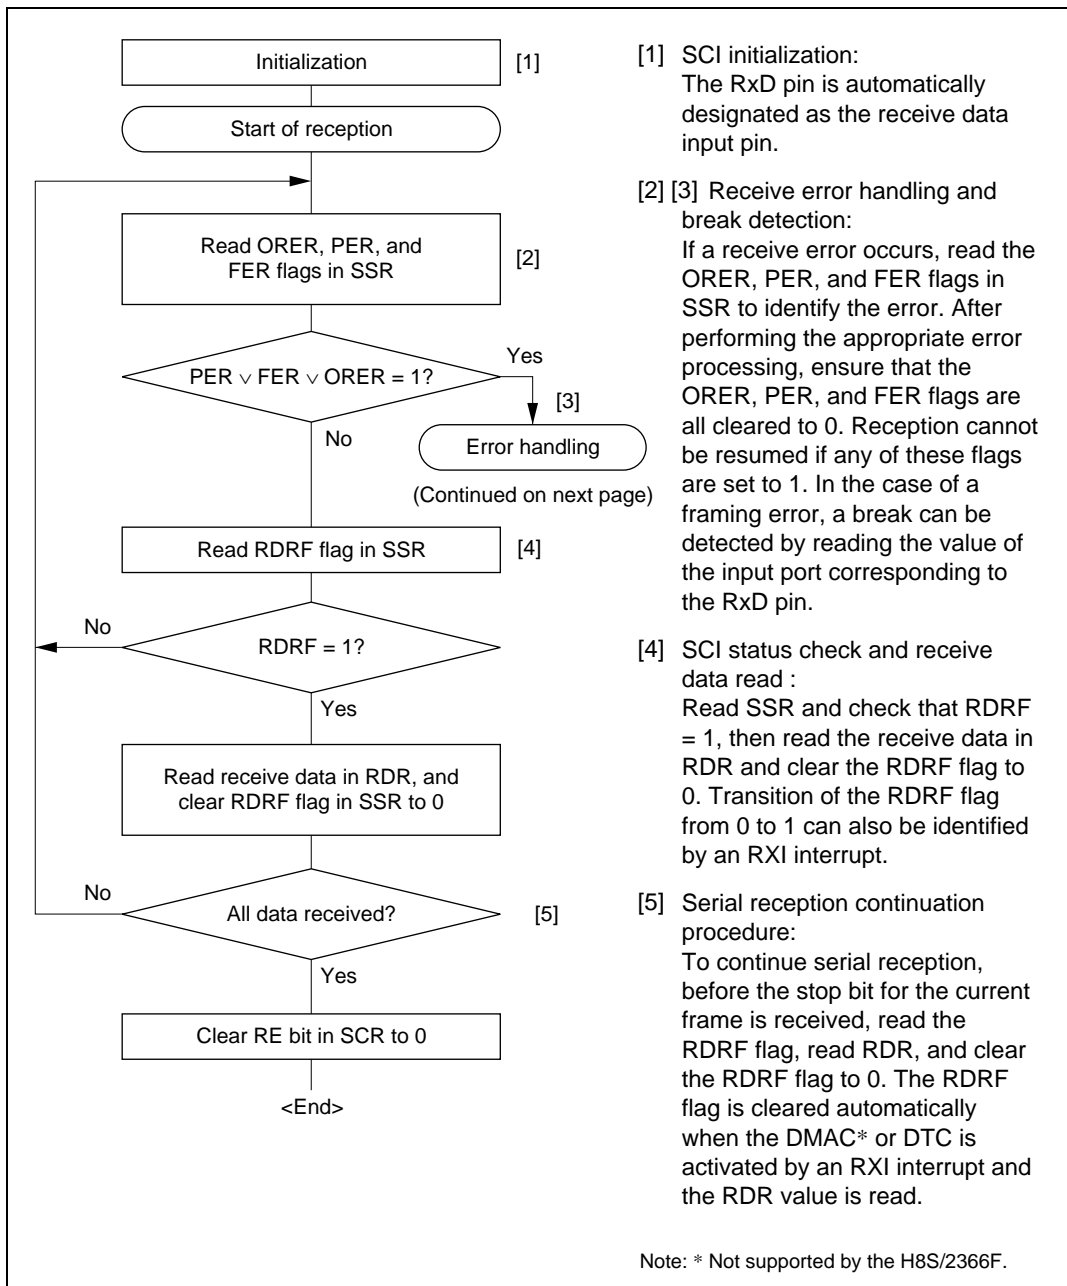 Initialization
[1]
Start of reception
Read ORER, PER, and
FER flags in SSR
[2]
PER ∨ FER ∨ ORER = 1?
Yes
[3]
No
Error handling
(Continued on next page)
Read RDRF flag in SSR
[4]
No
RDRF = 1?
Yes
Read receive data in RDR, and
clear RDRF flag in SSR to 0
No
All data received?
[5]
Yes
Clear RE bit in SCR to 0
<End>
[1] SCI initialization:
The RxD pin is automatically
designated as the receive data
input pin.
[2] [3] Receive error handling and
break detection:
If a receive error occurs, read the
ORER, PER, and FER flags in
SSR to identify the error. After
performing the appropriate error
processing, ensure that the
ORER, PER, and FER flags are
all cleared to 0. Reception cannot
be resumed if any of these flags
are set to 1. In the case of a
framing error, a break can be
detected by reading the value of
the input port corresponding to
the RxD pin.
[4] SCI status check and receive
data read :
Read SSR and check that RDRF
= 1, then read the receive data in
RDR and clear the RDRF flag to
0. Transition of the RDRF flag
from 0 to 1 can also be identified
by an RXI interrupt.
[5] Serial reception continuation
procedure:
To continue serial reception,
before the stop bit for the current
frame is received, read the
RDRF flag, read RDR, and clear
the RDRF flag to 0. The RDRF
flag is cleared automatically
when the DMAC* or DTC is
activated by an RXI interrupt and
the RDR value is read.
Note: * Not supported by the H8S/2366F.